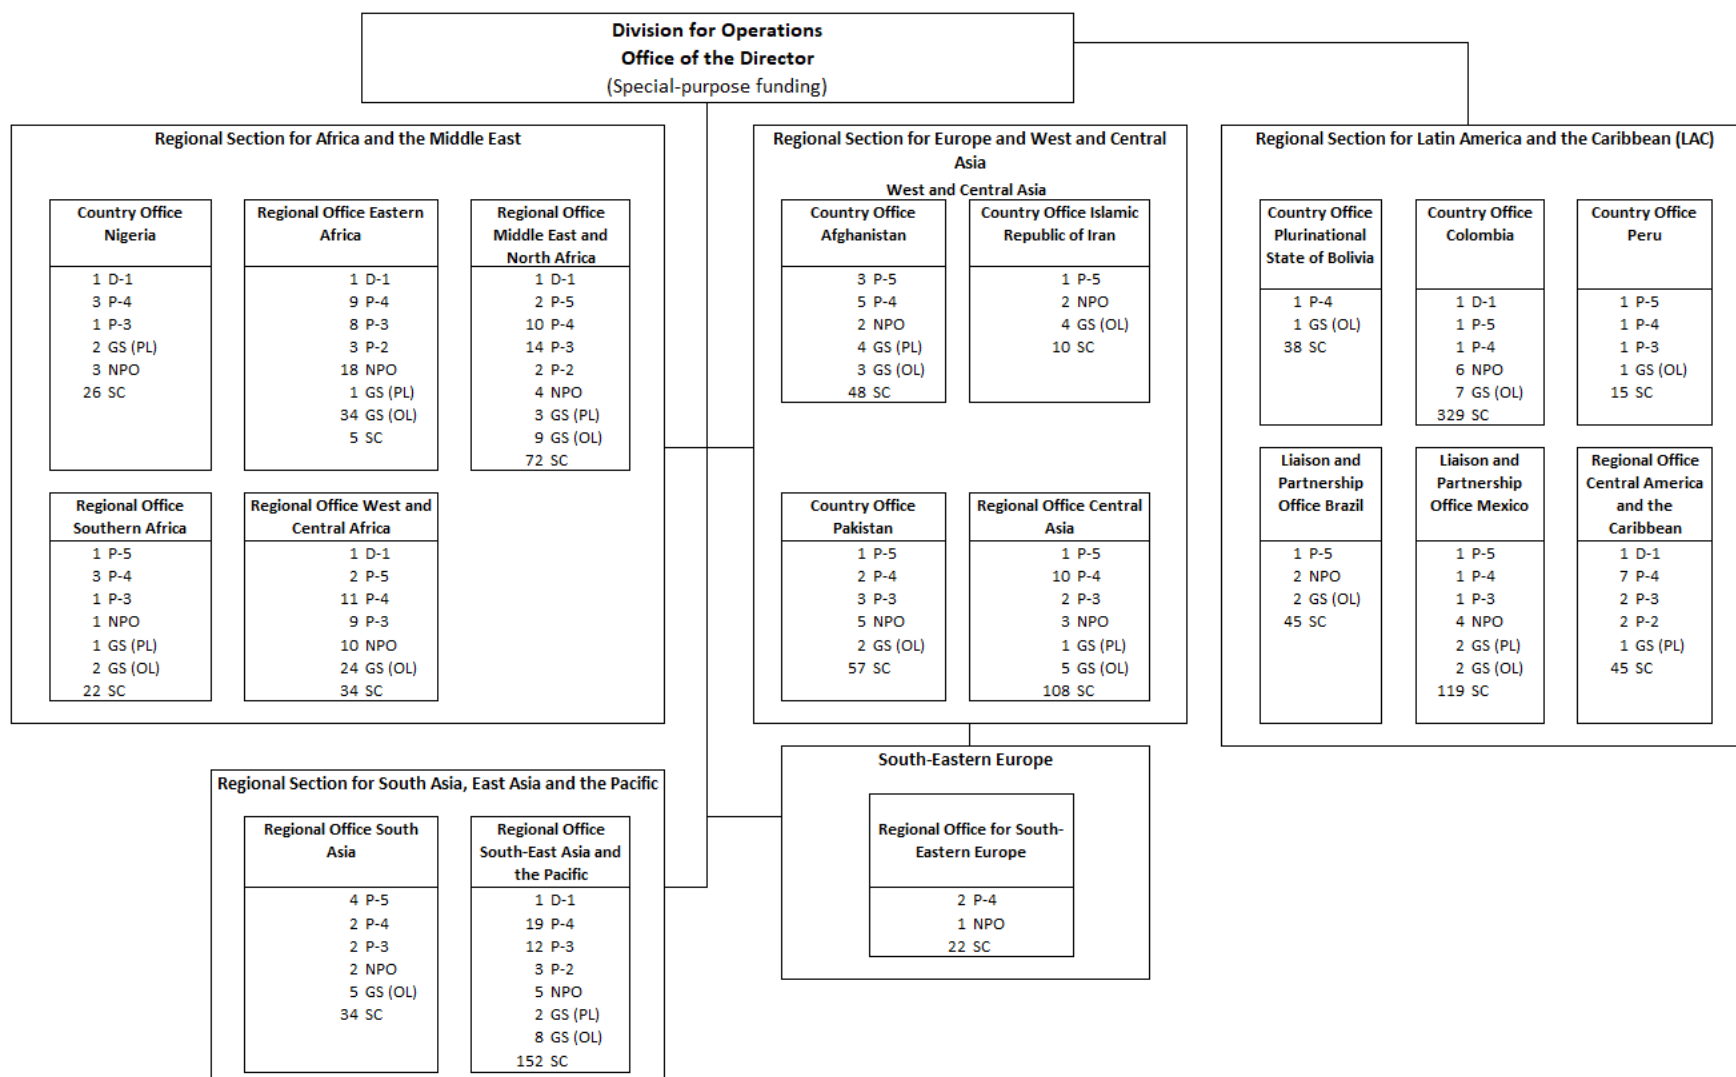 Division for Operations
Office of the Director
(Special-purpose funding)
Regional Section for Africa and the Middle East
Country Office
Nigeria
1 D-1
3 P-4
1 P-3
2 GS (PL)
3 NPO
26 SC
Regional Office Eastern
Africa
1 D-1
9 P-4
8 P-3
3 P-2
18 NPO
1 GS (PL)
34 GS (OL)
5 SC
Regional Office
Middle East and
North Africa
1 D-1
2 P-5
10 P-4
14 P-3
2 P-2
4 NPO
3 GS (PL)
9 GS (OL)
72 SC
Regional Office
Southern Africa
1 P-5
3 P-4
1 P-3
1 NPO
1 GS (PL)
2 GS (OL)
22 SC
Regional Office West and
Central Africa
1 D-1
2 P-5
11 P-4
9 P-3
10 NPO
24 GS (OL)
34 SC
Regional Section for Europe and West and Central
Asia
West and Central Asia
Country Office
Afghanistan
3 P-5
5 P-4
2 NPO
4 GS (PL)
3 GS (OL)
48 SC
Country Office Islamic
Republic of Iran
1 P-5
2 NPO
4 GS (OL)
10 SC
Country Office
Pakistan
1 P-5
2 P-4
3 P-3
5 NPO
2 GS (OL)
57 SC
Regional Office Central
Asia
1 P-5
10 P-4
2 P-3
3 NPO
1 GS (PL)
5 GS (OL)
108 SC
Regional Section for Latin America and the Caribbean (LAC)
Country Office
Plurinational
State of Bolivia
1 P-4
1 GS (OL)
38 SC
Country Office
Colombia
1 D-1
1 P-5
1 P-4
6 NPO
7 GS (OL)
329 SC
Country Office
Peru
1 P-5
1 P-4
1 P-3
1 GS (OL)
15 SC
Liaison and
Partnership
Office Brazil
1 P-5
2 NPO
2 GS (OL)
45 SC
Liaison and
Partnership
Office Mexico
1 P-5
1 P-4
1 P-3
4 NPO
2 GS (PL)
2 GS (OL)
119 SC
Regional Office
Central America
and the
Caribbean
1 D-1
7 P-4
2 P-3
2 P-2
1 GS (PL)
45 SC
South-Eastern Europe
Regional Office for South-
Eastern Europe
2 P-4
1 NPO
22 SC
Regional Section for South Asia, East Asia and the Pacific
Regional Office South
Asia
4 P-5
2 P-4
2 P-3
2 NPO
5 GS (OL)
34 SC
Regional Office
South-East Asia and
the Pacific
1 D-1
19 P-4
12 P-3
3 P-2
5 NPO
2 GS (PL)
8 GS (OL)
152 SC